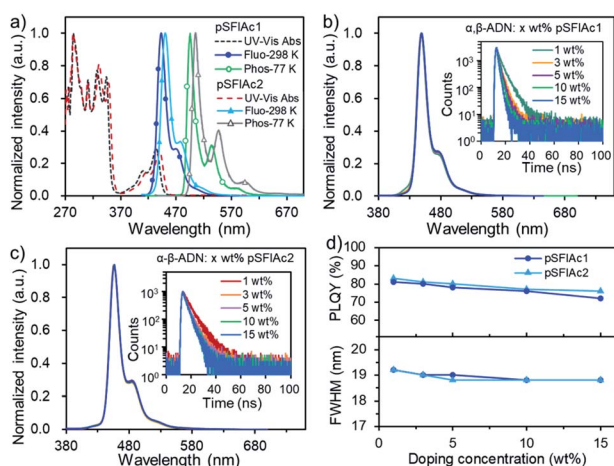 a)
Normalized intensity (a.u.)
1.0
0.8
0.6
0.4
0.2
0.0
270
370
470
570
670
Wavelength (nm)
pSFIAc1
UV-Vis Abs
Fluo-298 K
Phos-77 K
pSFIAc2
UV-Vis Abs
Fluo-298 K
Phos-77 K
b)
Normalized intensity (a.u.)
1.0
0.8
0.6
0.4
0.2
0.0
380
480
580
680
Wavelength (nm)
α,β-ADN: x wt% pSFIAc1
1 wt%
3 wt%
5 wt%
10 wt%
15 wt%
Counts
10⁴
10³
10²
10¹
10⁰
0
20
40
60
80
100
Time (ns)
c)
Normalized intensity (a.u.)
1.0
0.8
0.6
0.4
0.2
0.0
380
480
580
680
Wavelength (nm)
α-β-ADN: x wt% pSFIAc2
1 wt%
3 wt%
5 wt%
10 wt%
15 wt%
Counts
10⁴
10³
10²
10¹
10⁰
0
20
40
60
80
100
Time (ns)
d)
PLQY (%)
100
90
80
70
60
pSFIAc1
pSFIAc2
FWHM (nm)
20
19
18
17
0
5
10
15
Doping concentration (wt%)